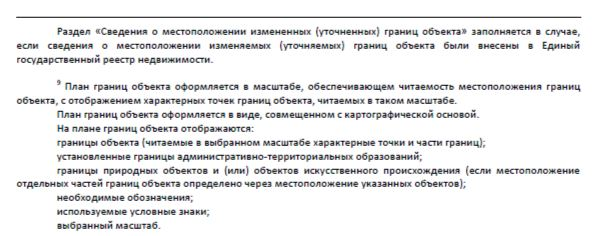 Раздел «Сведения о местоположении измененных (уточненных) границ объекта» заполняется в случае,
если сведения о местоположении изменяемых (уточняемых) границ объекта были внесены в Единый
государственный реестр недвижимости.
9 План границ объекта оформляется в масштабе, обеспечивающем читаемость местоположения границ
объекта, с отображением характерных точек границ объекта, читаемых в таком масштабе.
План границ объекта оформляется в виде, совмещенном с картографической основой.
На плане границ объекта отображаются:
границы объекта (читаемые в выбранном масштабе характерные точки и части границ);
установленные границы административно-территориальных образований;
границы природных объектов и (или) объектов искусственного происхождения (если местоположение
отдельных частей границ объекта определено через местоположение указанных объектов);
необходимые обозначения;
используемые условные знаки;
выбранный масштаб.